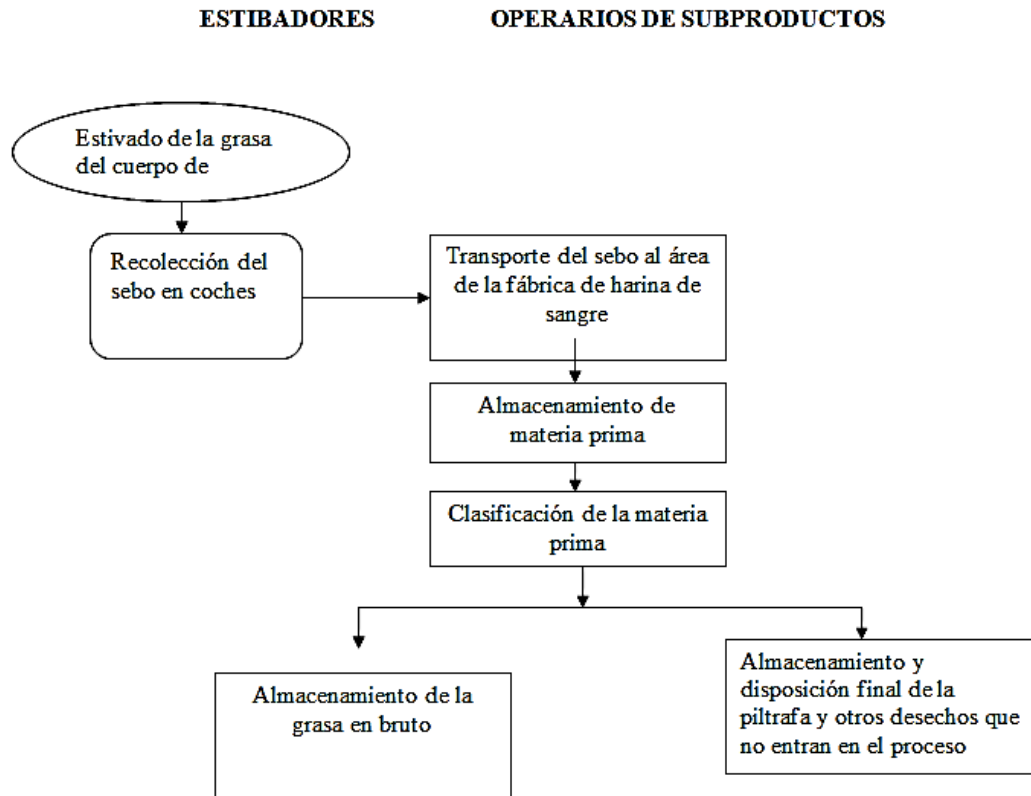 ESTIBADORES
OPERARIOS DE SUBPRODUCTOS
Estivado de la grasa
del cuerpo de
Recolección del
sebo en coches
Transporte del sebo al área
de la fábrica de harina de
sangre
Almacenamiento de
materia prima
Clasificación de la materia
prima
Almacenamiento de la
grasa en bruto
Almacenamiento y
disposición final de la
piltrafa y otros desechos que
no entran en el proceso